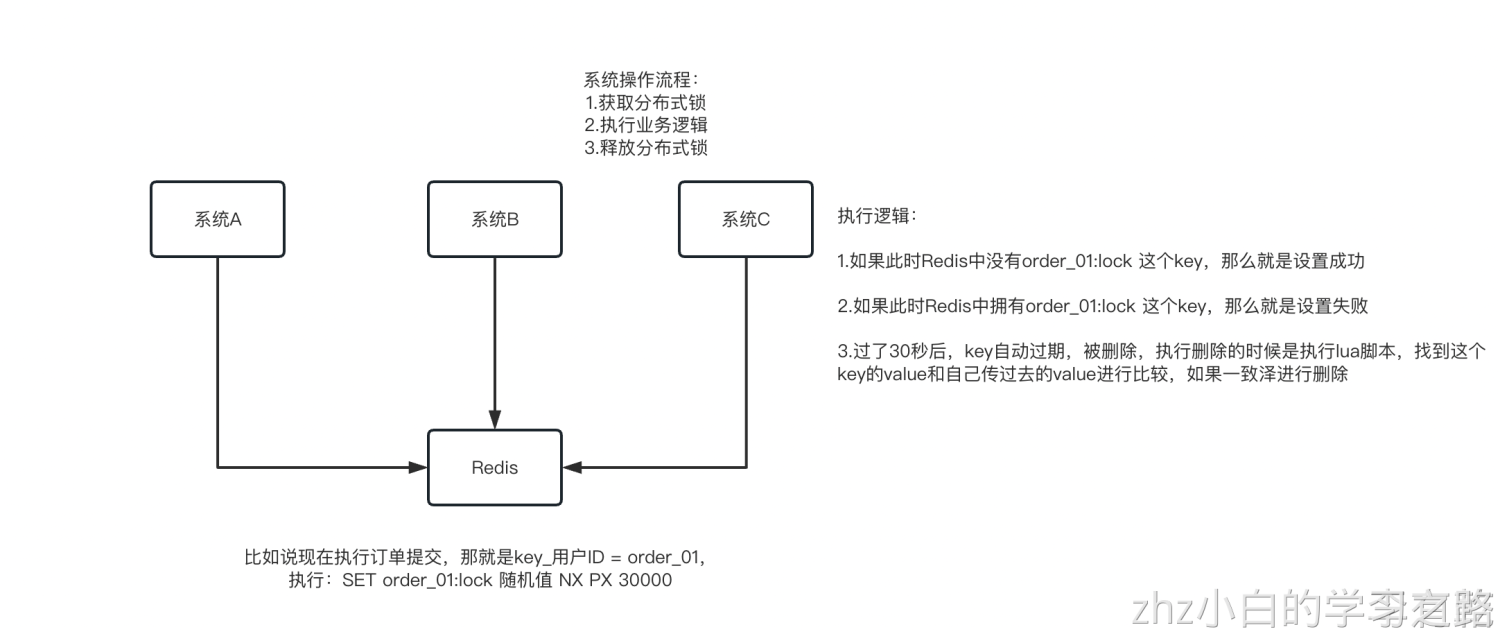 系统操作流程：
1.获取分布式锁
2.执行业务逻辑
3.释放分布式锁
系统A
系统B
系统C
执行逻辑：
1.如果此时Redis中没有order_01:lock 这个key，那么就是设置成功
2.如果此时Redis中拥有order_01:lock 这个key，那么就是设置失败
3.过了30秒后，key自动过期，被删除，执行删除的时候是执行lua脚本，找到这个
key的value和自己传过去的value进行比较，如果一致泽进行删除
Redis
比如说现在执行订单提交，那就是key_用户ID = order_01,
执行：SET order_01:lock 随机值 NX PX 30000
zhz小白的学习之路